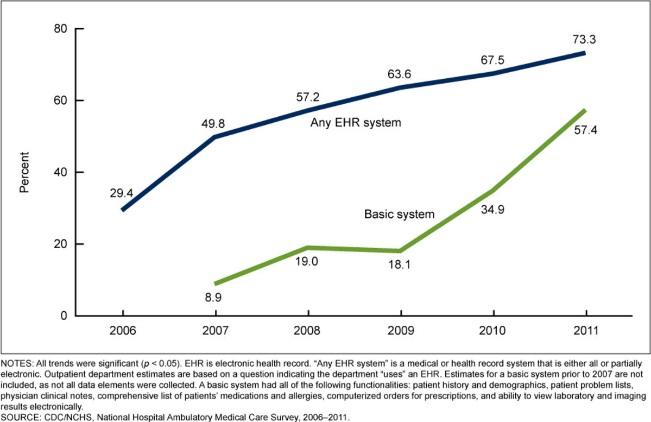 80
73.3
67.5
63.6
60
57.2
49.8
Any EHR system
57.4
Percent
40
29.4
Basic system
34.9
20
19.0
18.1
8.9
0
2006 2007 2008 2009 2010 2011
NOTES: All trends were significant (p < 0.05). EHR is electronic health record. “Any EHR system” is a medical or health record system that is either all or partially
electronic. Outpatient department estimates are based on a question indicating the department “uses” an EHR. Estimates for a basic system prior to 2007 are not
included, as not all data elements were collected. A basic system had all of the following functionalities: patient history and demographics, patient problem lists,
physician clinical notes, comprehensive list of patients’ medications and allergies, computerized orders for prescriptions, and ability to view laboratory and imaging
results electronically.
SOURCE: CDC/NCHS, National Hospital Ambulatory Medical Care Survey, 2006–2011.